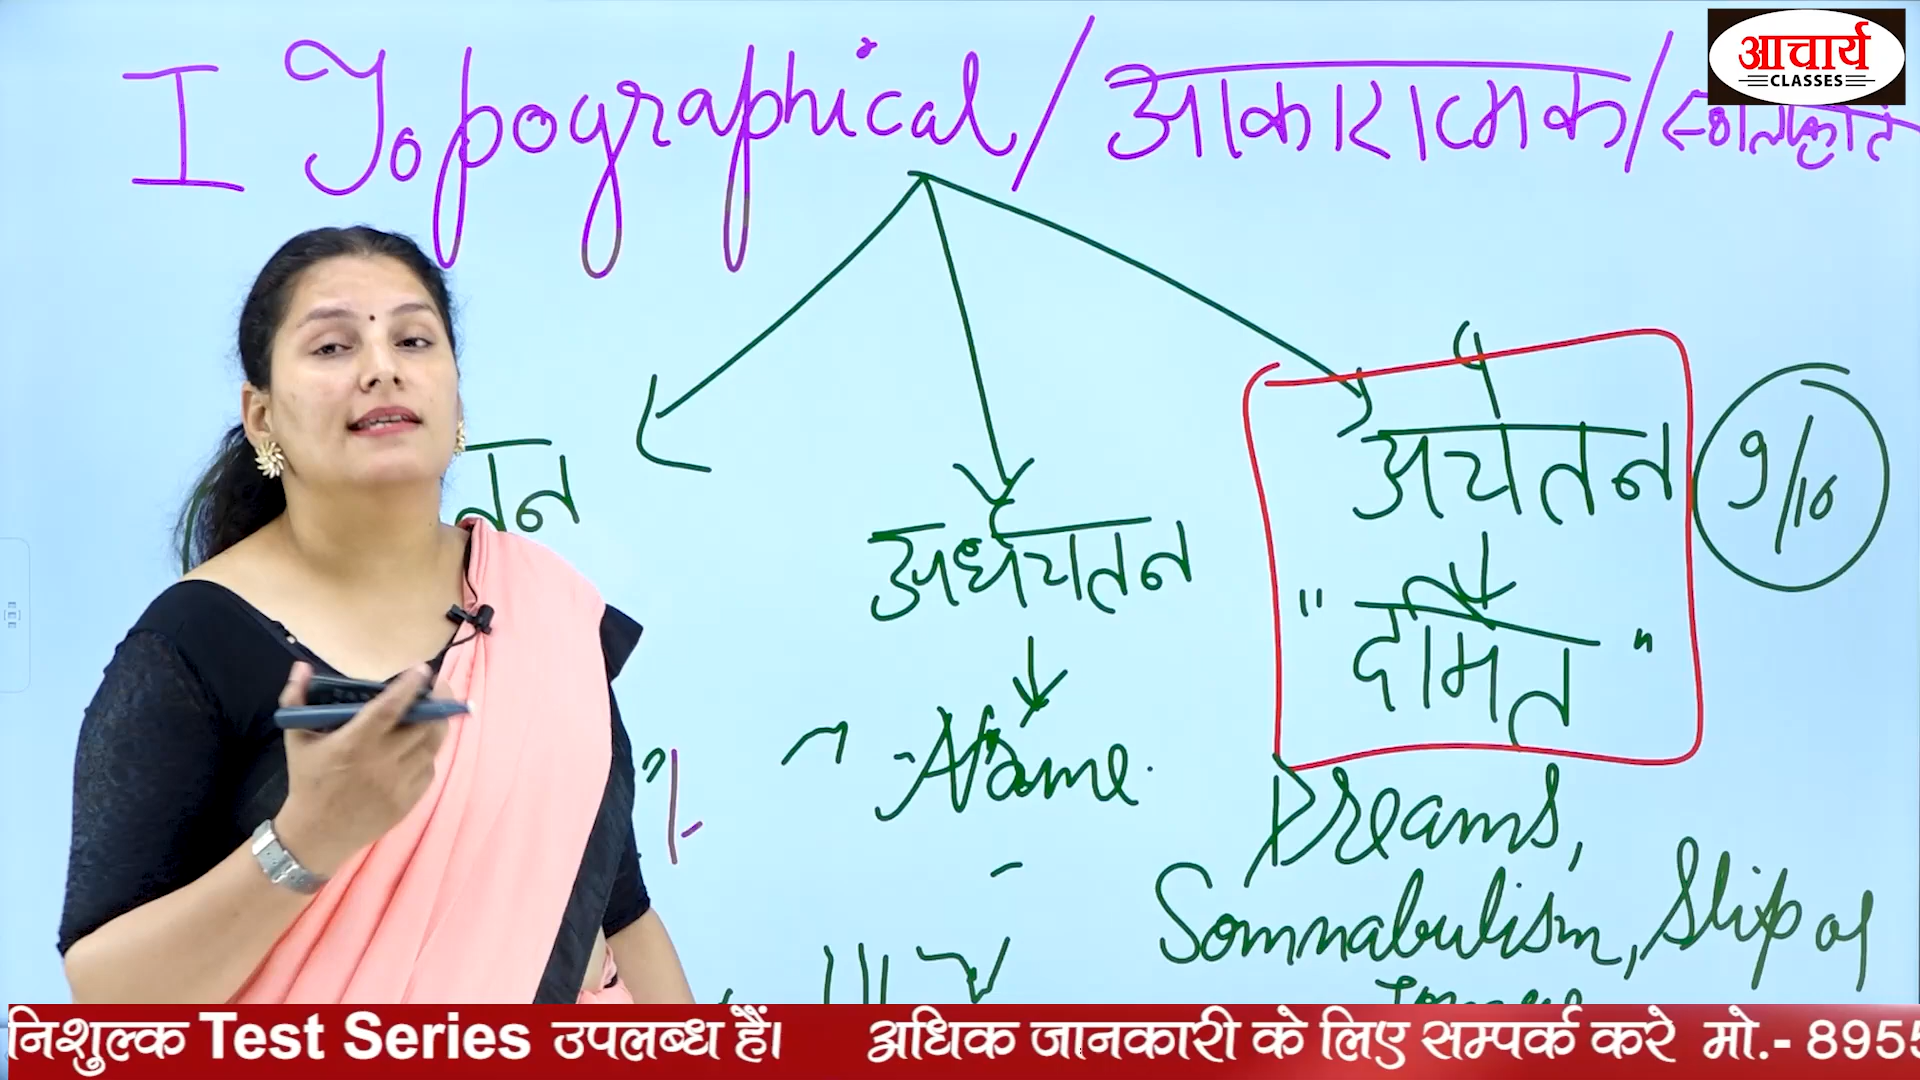 आचार्य
CLASSES
I Topographical / आकारात्मक /
अचेतन
9/10
अर्धचेतन
" दमित "
Name.
Dreams,
Somnabulism, Slip of
निशुल्क Test Series उपलब्ध हैं। अधिक जानकारी के लिए सम्पर्क करे मो.- 8955